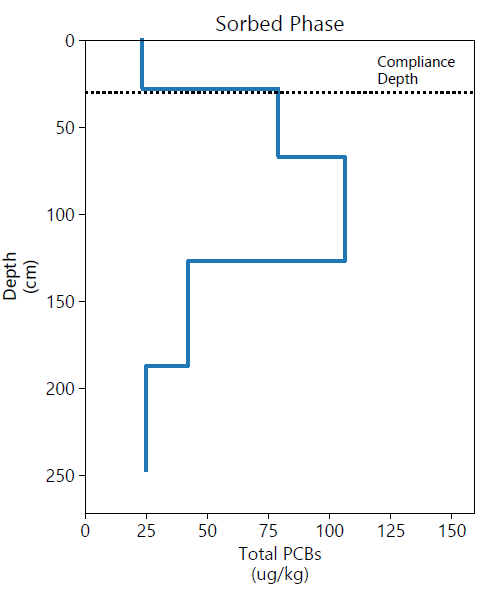 Sorbed Phase
0
Compliance
Depth
50
100
150
200
250
Depth
(cm)
0 25 50 75 100 125 150
Total PCBs
(ug/kg)